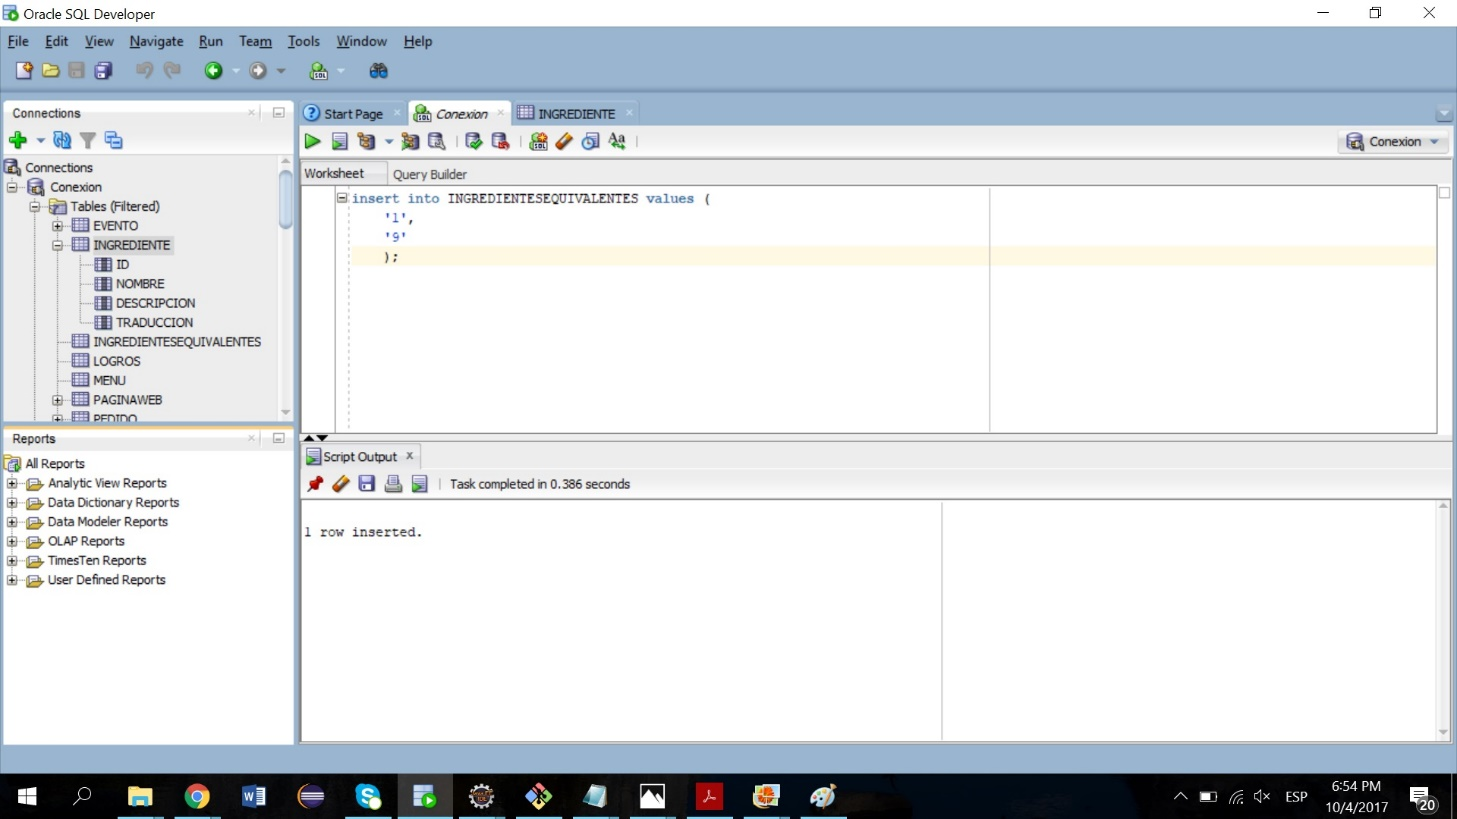 Oracle SQL Developer
File Edit View Navigate Run Team Tools Window Help
Connections
Connections
Conexion
Tables (Filtered)
EVENTO
INGREDIENTE
ID
NOMBRE
DESCRIPCION
TRADUCCION
INGREDIENTESEQUIVALENTES
LOGROS
MENU
PAGINAWEB
PEDIDO
Reports
All Reports
Analytic View Reports
Data Dictionary Reports
Data Modeler Reports
OLAP Reports
TimesTen Reports
User Defined Reports
Start Page Conexion INGREDIENTE
Conexion
Worksheet Query Builder
insert into INGREDIENTESEQUIVALENTES values (
'1',
'9'
);
Script Output
Task completed in 0.386 seconds
1 row inserted.
ESP
6:54 PM
10/4/2017
20